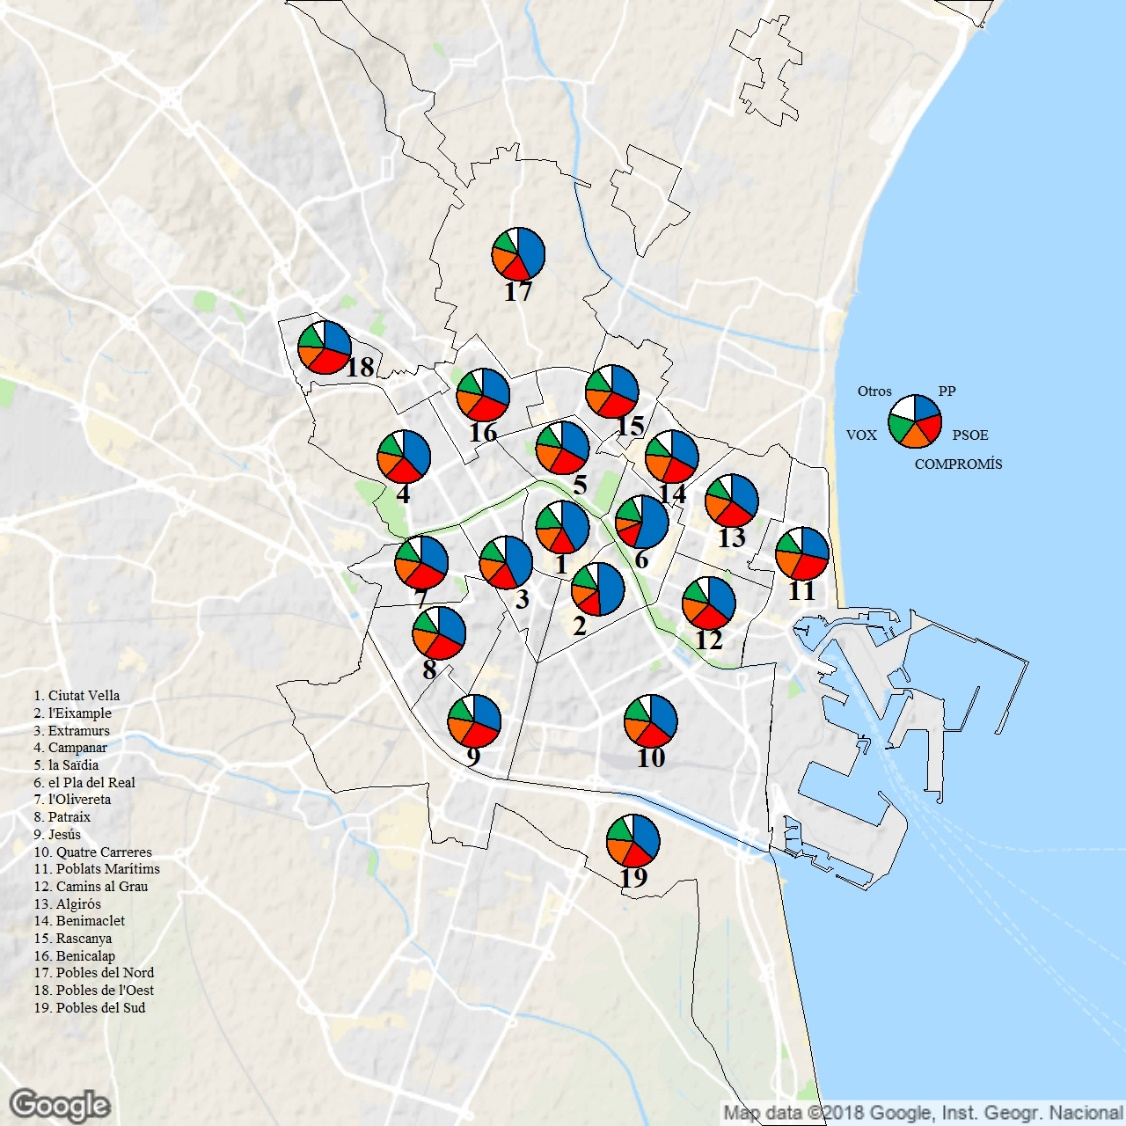 17
18
16
15
4
5
14
13
1
6
11
7
3
2
12
8
9
10
19
Otros
PP
VOX
PSOE
COMPROMÍS
1. Ciutat Vella
2. l'Eixample
3. Extramurs
4. Campanar
5. la Saïdia
6. el Pla del Real
7. l'Olivereta
8. Patraix
9. Jesús
10. Quatre Carreres
11. Poblats Marítims
12. Camins al Grau
13. Algirós
14. Benimaclet
15. Rascanya
16. Benicalap
17. Pobles del Nord
18. Pobles de l'Oest
19. Pobles del Sud
Google
Map data ©2018 Google, Inst. Geogr. Nacional